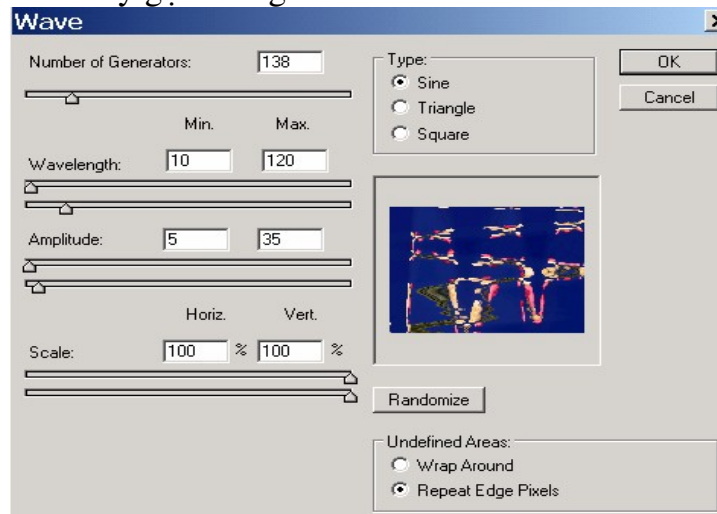 Wave
Number of Generators: 138
Min. Max.
Wavelength: 10 120
Amplitude: 5 35
Horiz. Vert.
Scale: 100 % 100 %
Type:
Sine
Triangle
Square
OK
Cancel
Randomize
Undefined Areas:
Wrap Around
Repeat Edge Pixels